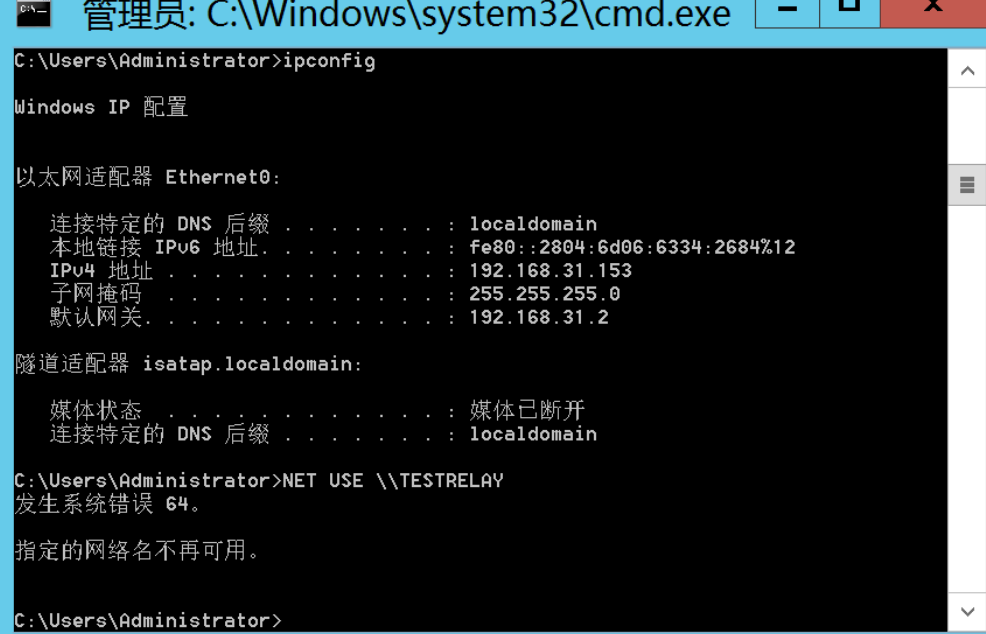 管理员: C:\Windows\system32\cmd.exe
C:\Users\Administrator>ipconfig
Windows IP 配置
以太网适配器 Ethernet0:
连接特定的 DNS 后缀 . . . . . . . : localdomain
本地链接 IPv6 地址. . . . . . . . : fe80::2804:6d06:6334:2684%12
IPv4 地址 . . . . . . . . . . . . : 192.168.31.153
子网掩码 . . . . . . . . . . . . : 255.255.255.0
默认网关. . . . . . . . . . . . . : 192.168.31.2
隧道适配器 isatap.localdomain:
媒体状态 . . . . . . . . . . . . : 媒体已断开
连接特定的 DNS 后缀 . . . . . . . : localdomain
C:\Users\Administrator>NET USE \\TESTRELAY
发生系统错误 64。
指定的网络名不再可用。
C:\Users\Administrator>